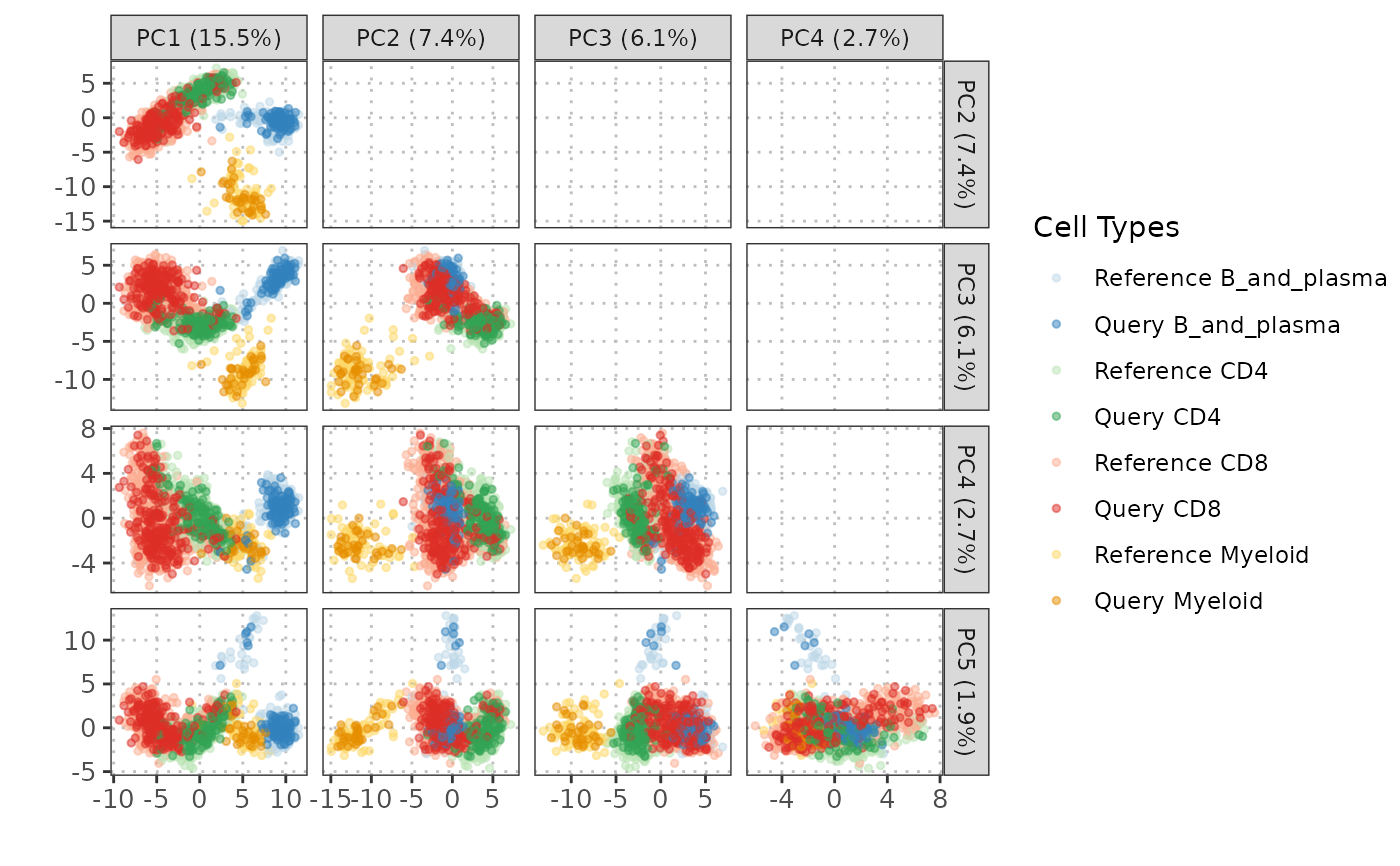 PC1 (15.5%) PC2 (7.4%) PC3 (6.1%) PC4 (2.7%)
5
0
-5
-10
-15
PC2 (7.4%)
5
0
-5
-10
PC3 (6.1%)
8
4
0
-4
PC4 (2.7%)
10
5
0
-5
PC5 (1.9%)
-10 -5 0 5 10 -15 -10 -5 0 5 -10 -5 0 5 -4 0 4 8
Cell Types
Reference B_and_plasma
Query B_and_plasma
Reference CD4
Query CD4
Reference CD8
Query CD8
Reference Myeloid
Query Myeloid